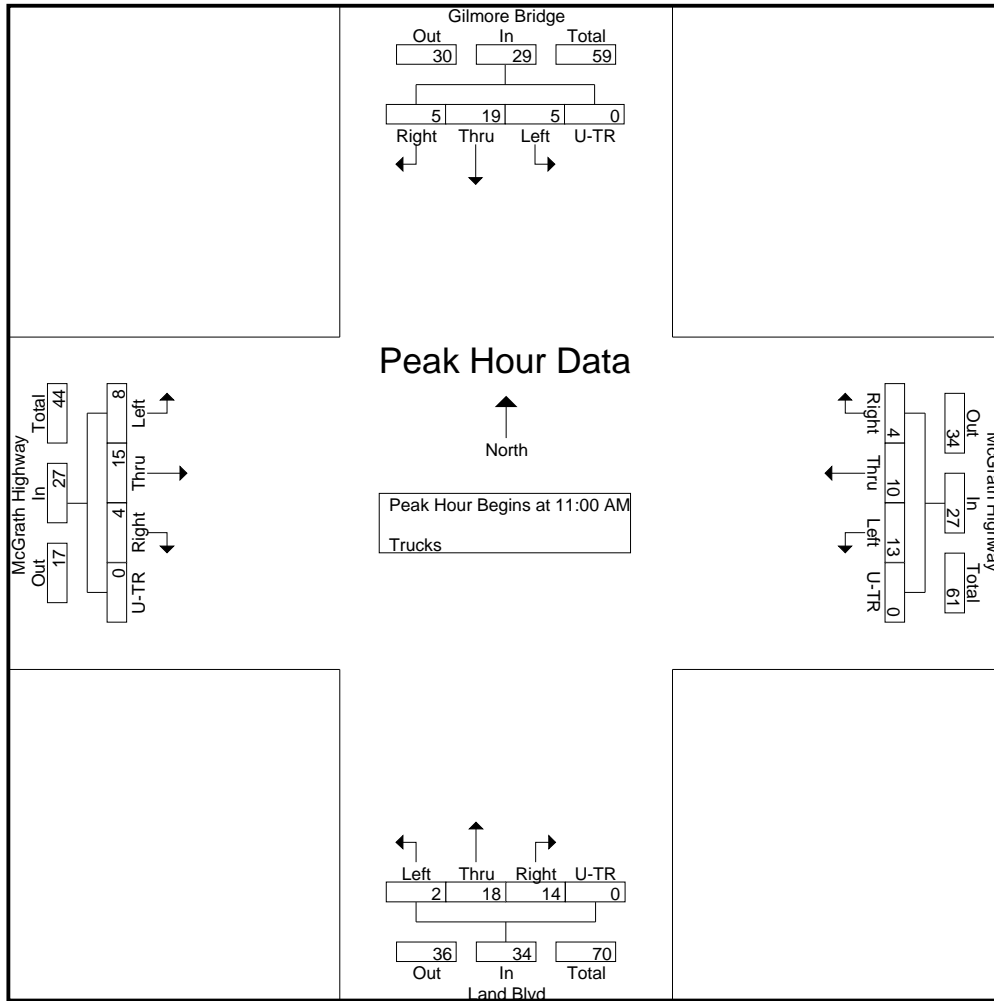 Gilmore Bridge
Out In Total
30 29 59
5 19 5 0
Right Thru Left U-TR
Peak Hour Data
North
Peak Hour Begins at 11:00 AM
Trucks
McGrath Highway
Total In Out
44 27 17
8 15 4 0
Left Thru Right U-TR
McGrath Highway
Out In Total
34 27 61
4 10 13 0
Right Thru Left U-TR
Left Thru Right U-TR
2 18 14 0
36 34 70
Out In Total
Land Blvd